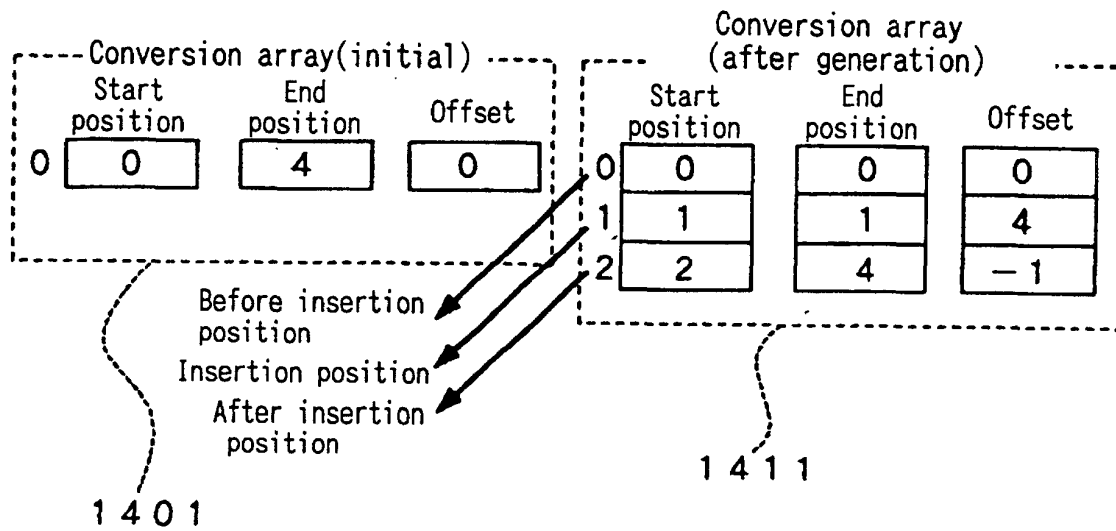 Conversion array(initial)
Start
position
End
position
Offset
0 0 4 0
Conversion array
(after generation)
Start
position
End
position
Offset
0 0 0 0
1 1 1 4
2 2 4 -1
Before insertion
position
Insertion position
After insertion
position
1401
1411